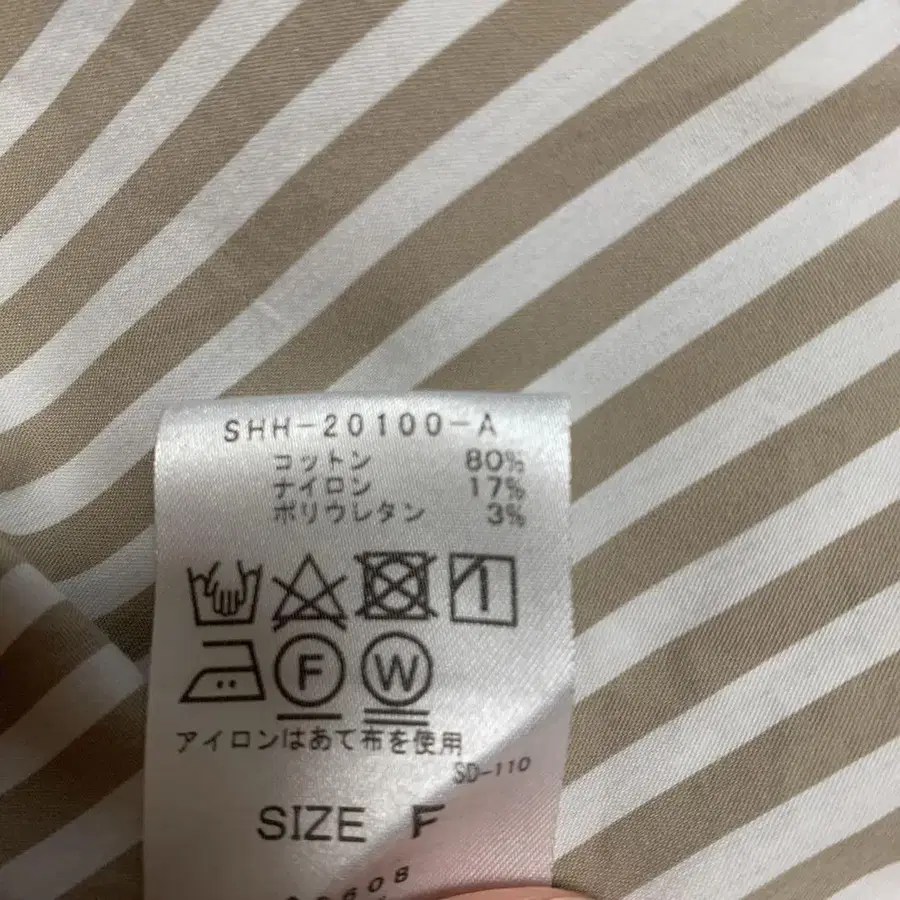 SHH-20100-A
コットン 80%
ナイロン 17%
ポリウレタン 3%
F W
アイロンはあて布を使用
SD-110
SIZE F
608